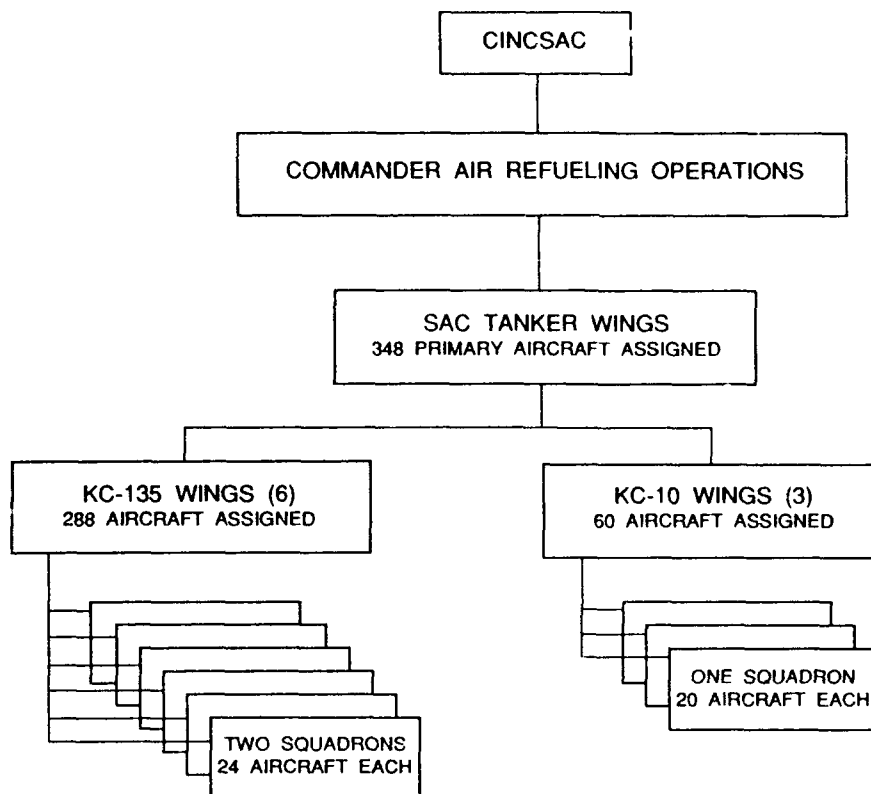 CINCSAC
COMMANDER AIR REFUELING OPERATIONS
SAC TANKER WINGS
348 PRIMARY AIRCRAFT ASSIGNED
KC-135 WINGS (6)
288 AIRCRAFT ASSIGNED
KC-10 WINGS (3)
60 AIRCRAFT ASSIGNED
TWO SQUADRONS
24 AIRCRAFT EACH
ONE SQUADRON
20 AIRCRAFT EACH